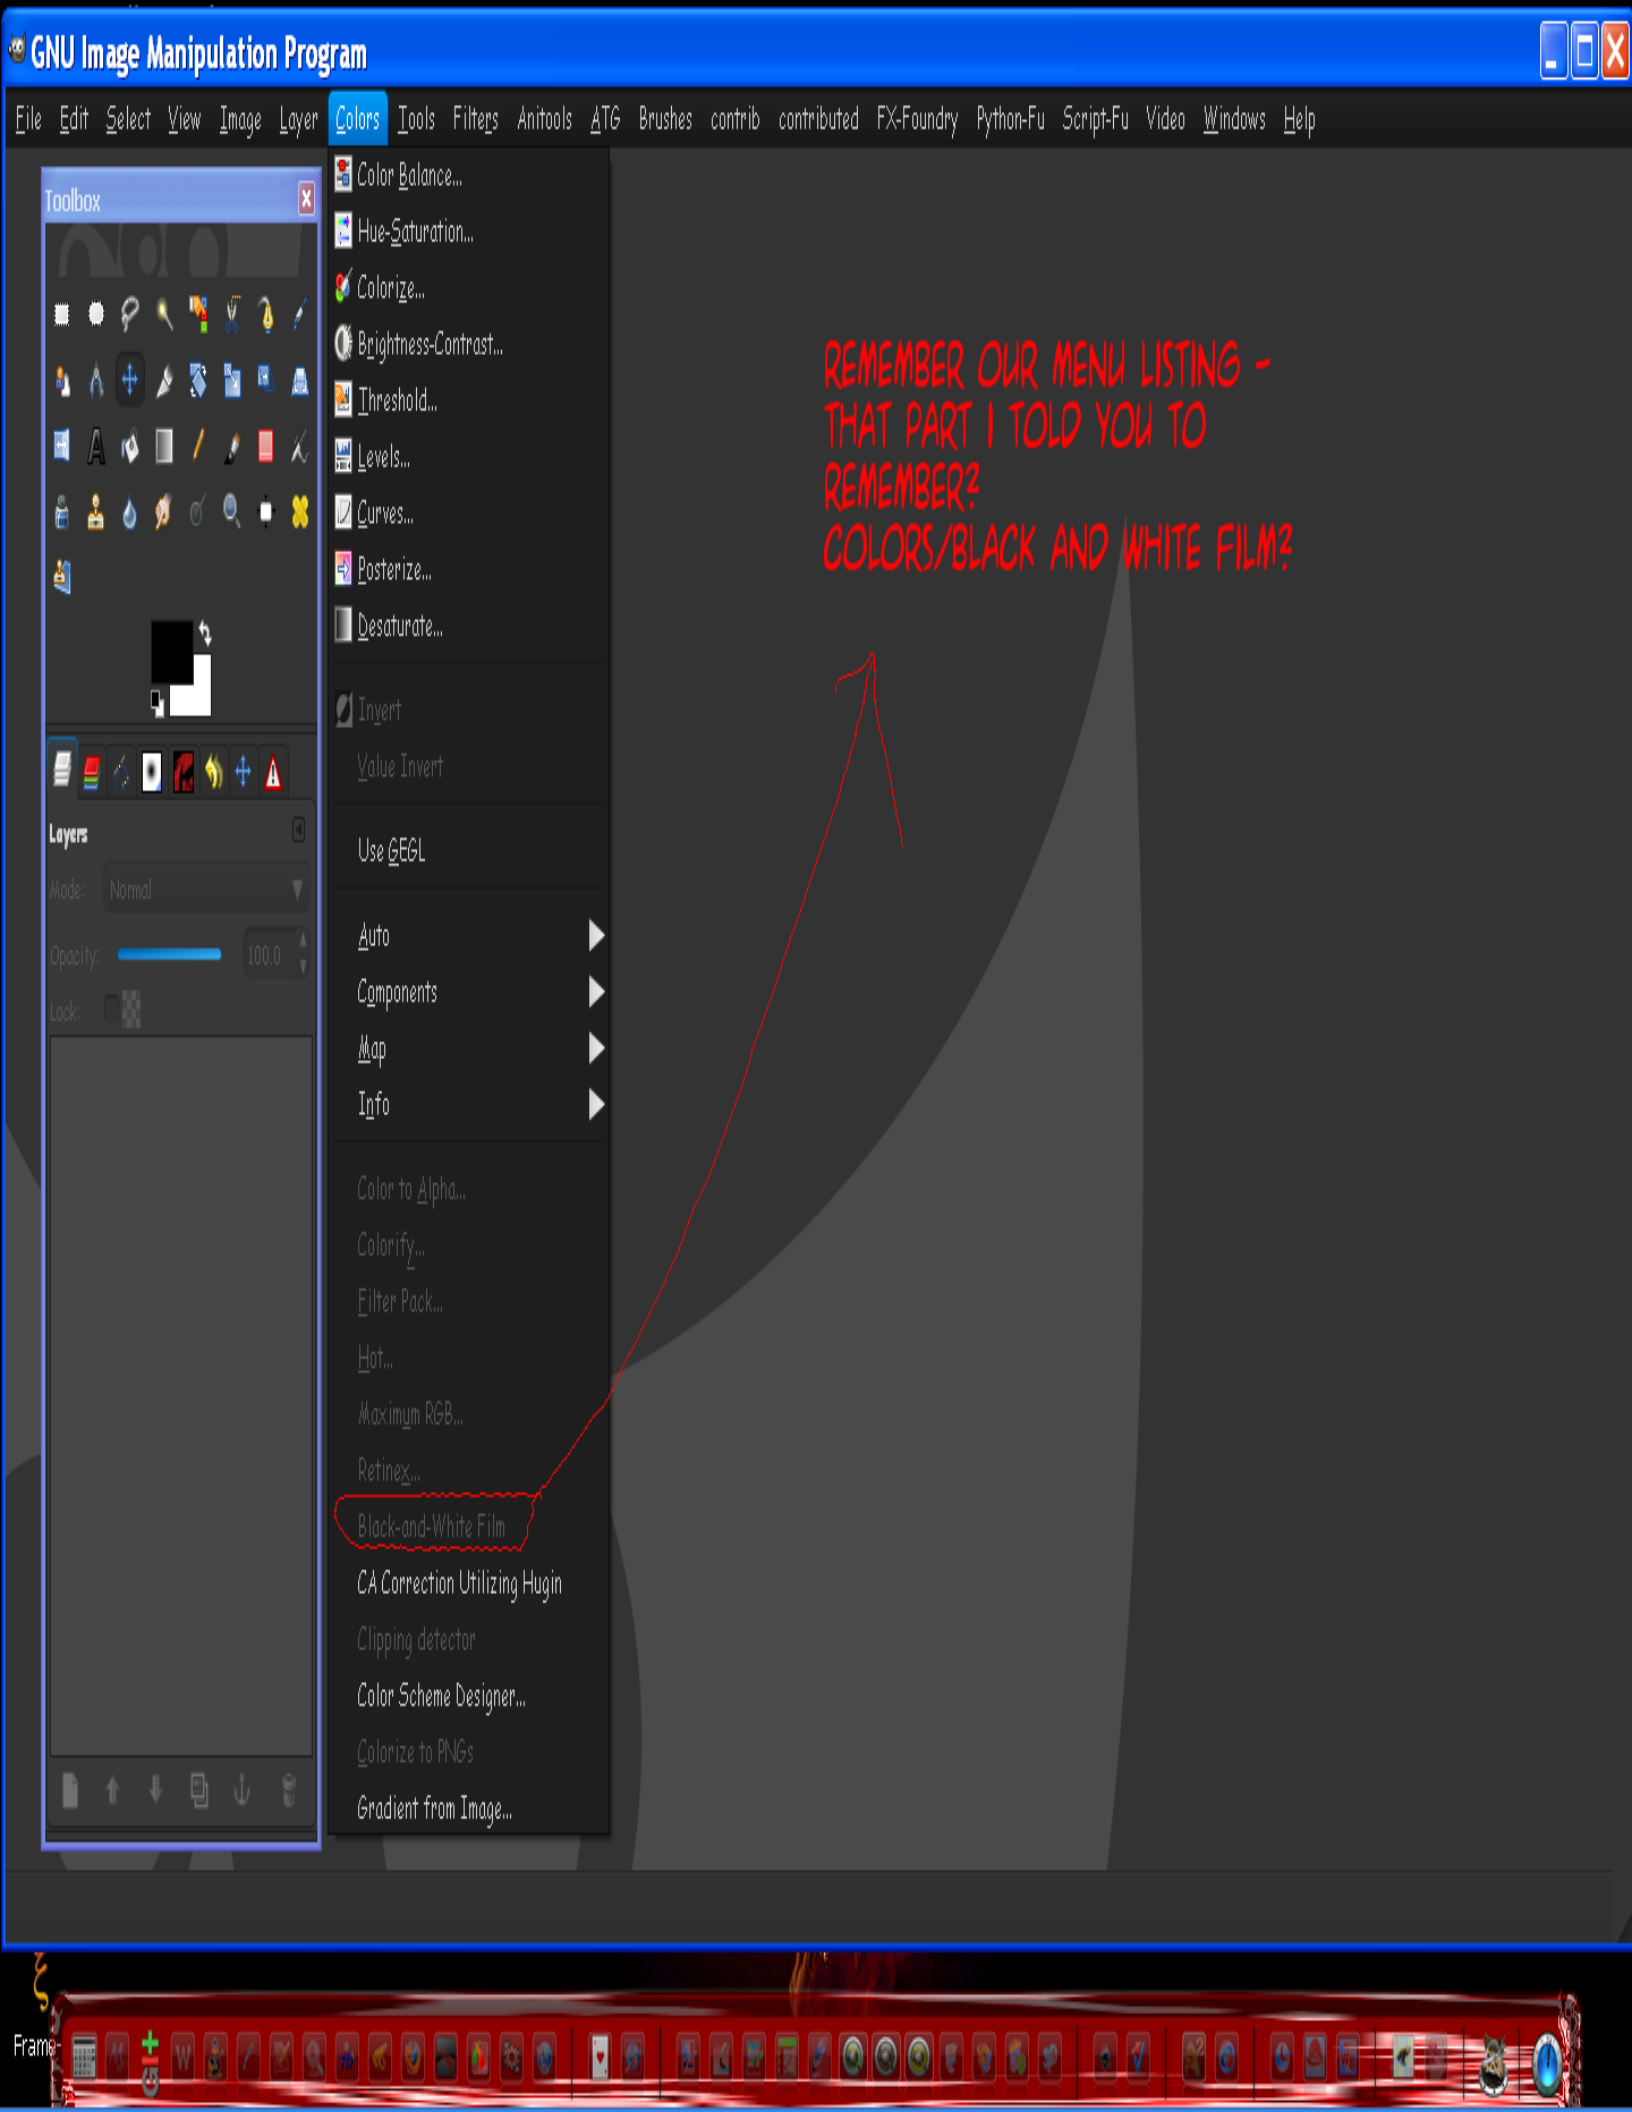 GNU Image Manipulation Program
File Edit Select View Image Layer Colors Tools Filters Anitools ATG Brushes contrib contributed FX-Foundry Python-Fu Script-Fu Video Windows Help
Toolbox
Color Balance...
Hue-Saturation...
Colorize...
Brightness-Contrast...
Threshold...
Levels...
Curves...
Posterize...
Desaturate...
Invert
Value Invert
Use GEGL
Auto
Components
Map
Info
Color to Alpha...
Colorify...
Filter Pack...
Hot...
Maximum RGB...
Retinex...
Black-and-White Film
CA Correction Utilizing Hugin
Clipping detector
Color Scheme Designer...
Colorize to PNGs
Gradient from Image...
REMEMBER OUR MENU LISTING -
THAT PART I TOLD YOU TO
REMEMBER?
COLORS/BLACK AND WHITE FILM?
Layers
Mode: Normal
Opacity: 100.0
Lock: